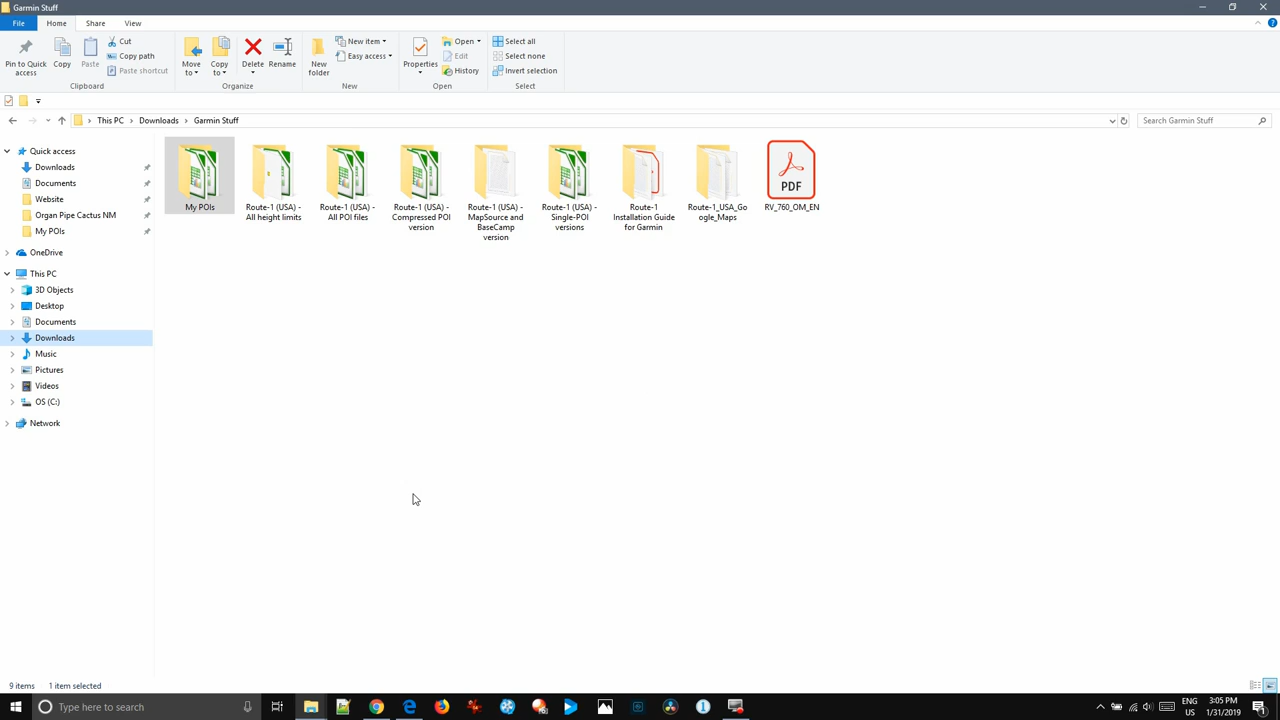 Garmin Stuff
File Home Share View
Pin to Quick access
Copy
Paste
Cut
Copy path
Paste shortcut
Clipboard
Move to
Copy to
Delete
Rename
Organize
New folder
New item
Easy access
New
Properties
Open
Edit
History
Open
Select all
Select none
Invert selection
Select
This PC Downloads Garmin Stuff
Search Garmin Stuff
Quick access
Downloads
Documents
Website
Organ Pipe Cactus NM
My POIs
OneDrive
This PC
3D Objects
Desktop
Documents
Downloads
Music
Pictures
Videos
OS (C:)
Network
My POIs
Route-1 (USA) -
All height limits
Route-1 (USA) -
All POI files
Route-1 (USA) -
Compressed POI
version
Route-1 (USA) -
MapSource and
BaseCamp
version
Route-1 (USA) -
Single-POI
versions
Route-1
Installation Guide
for Garmin
Route-1_USA_Go
ogle_Maps
PDF
RV_760_OM_EN
9 items 1 item selected
Type here to search
ENG
US
3:05 PM
1/31/2019